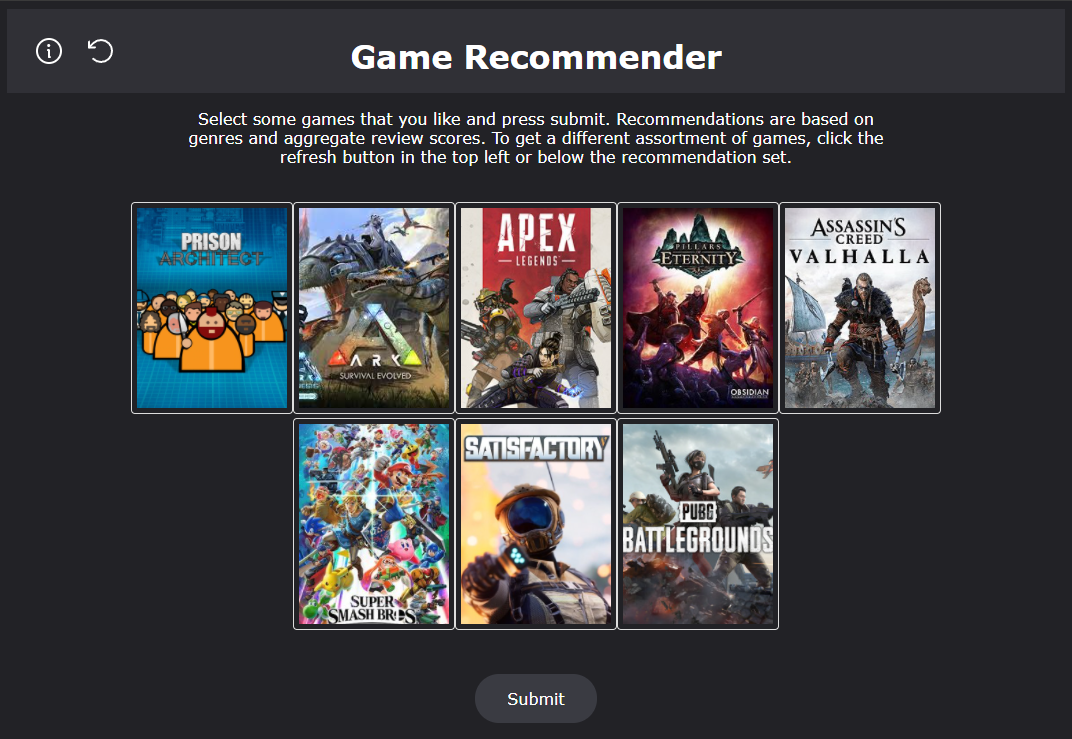 Game Recommender
Select some games that you like and press submit. Recommendations are based on
genres and aggregate review scores. To get a different assortment of games, click the
refresh button in the top left or below the recommendation set.
PRISON
ARCHITECT
ARK
SURVIVAL EVOLVED
APEX
LEGENDS
PILLARS
ETERNITY
OBSIDIAN
ASSASSIN'S
CREED
VALHALLA
SUPER
SMASH BROS
SATISFACTORY
PUBG
BATTLEGROUNDS
Submit